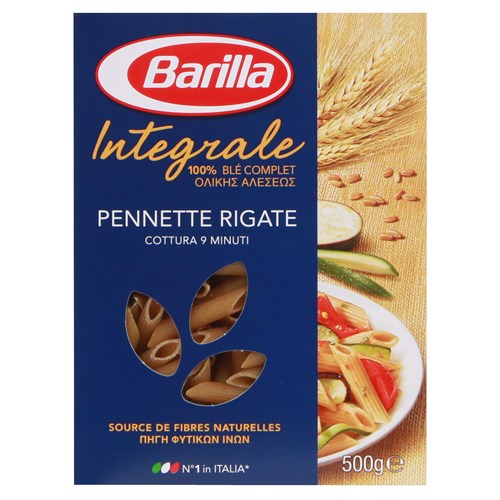 Barilla
Integrale
100% BLÉ COMPLET
ΟΛΙΚΗΣ ΑΛΕΣΕΩΣ
PENNETTE RIGATE
COTTURA 9 MINUTI
SOURCE DE FIBRES NATURELLES
ΠΗΓΗ ΦΥΤΙΚΩΝ ΙΝΩΝ
N°1 in ITALIA*
500g℮